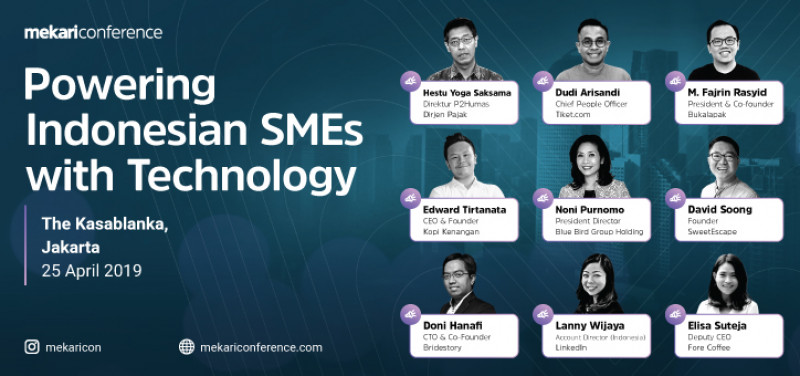 mekariconference
Powering
Indonesian SMEs
with Technology
The Kasablanka,
Jakarta
25 April 2019
mekaricon
mekariconference.com
Hestu Yoga Saksama
Direktur P2Humas
Dirjen Pajak
Dudi Arisandi
Chief People Officer
Tiket.com
M. Fajrin Rasyid
President & Co-founder
Bukalapak
Edward Tirtanata
CEO & Founder
Kopi Kenangan
Noni Purnomo
President Director
Blue Bird Group Holding
David Soong
Founder
SweetEscape
Doni Hanafi
CTO & Co-Founder
Bridestory
Lanny Wijaya
Account Director (Indonesia)
LinkedIn
Elisa Suteja
Deputy CEO
Fore Coffee